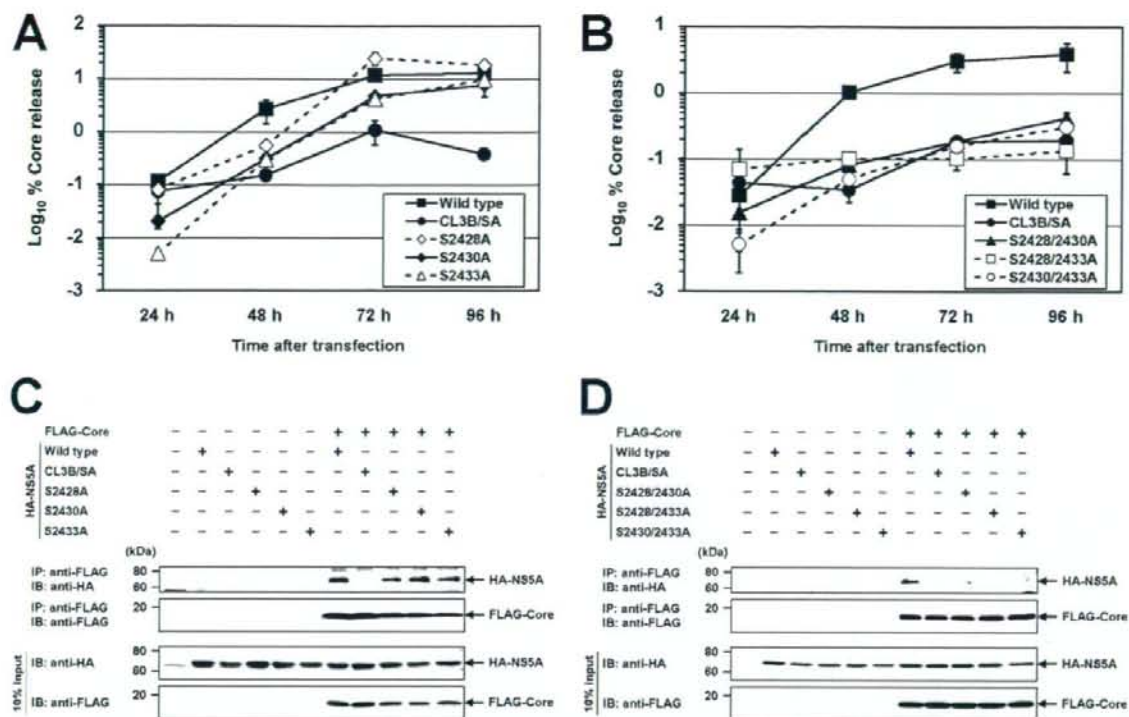 A
Log10 % Core release
2
1
0
-1
-2
-3
24 h 48 h 72 h 96 h
Time after transfection
Wild type
CL3B/SA
S2428A
S2430A
S2433A
B
Log10 % Core release
1
0
-1
-2
-3
24 h 48 h 72 h 96 h
Time after transfection
Wild type
CL3B/SA
S2428/2430A
S2428/2433A
S2430/2433A
C
FLAG-Core – – – – – – + + + + +
HA-NS5A
Wild type – + – – – – + – – – –
CL3B/SA – – + – – – – + – – –
S2428A – – – + – – – – + – –
S2430A – – – – + – – – – + –
S2433A – – – – – + – – – – +
(kDa)
IP: anti-FLAG
IB: anti-HA
80
60
HA-NS5A
IP: anti-FLAG
IB: anti-FLAG
20
FLAG-Core
10% Input
IB: anti-HA
80
60
HA-NS5A
IB: anti-FLAG
20
FLAG-Core
D
FLAG-Core – – – – – – + + + + +
HA-NS5A
Wild type – + – – – – + – – – –
CL3B/SA – – + – – – – + – – –
S2428/2430A – – – + – – – – + – –
S2428/2433A – – – – + – – – – + –
S2430/2433A – – – – – + – – – – +
(kDa)
IP: anti-FLAG
IB: anti-HA
80
60
HA-NS5A
IP: anti-FLAG
IB: anti-FLAG
20
FLAG-Core
10% Input
IB: anti-HA
80
60
HA-NS5A
IB: anti-FLAG
20
FLAG-Core